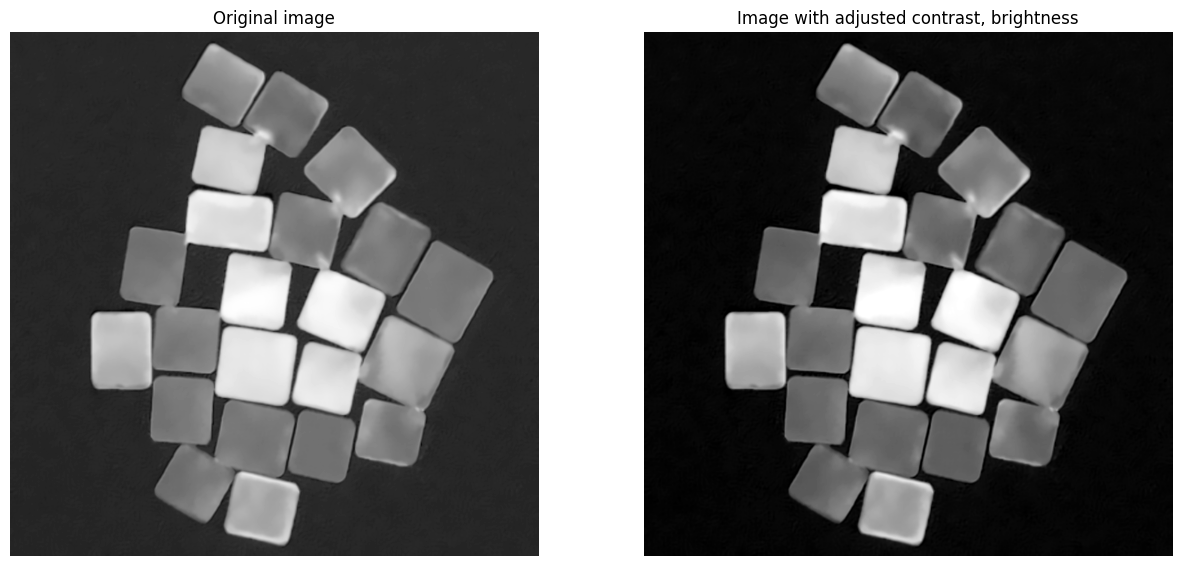 Original image
Image with adjusted contrast, brightness